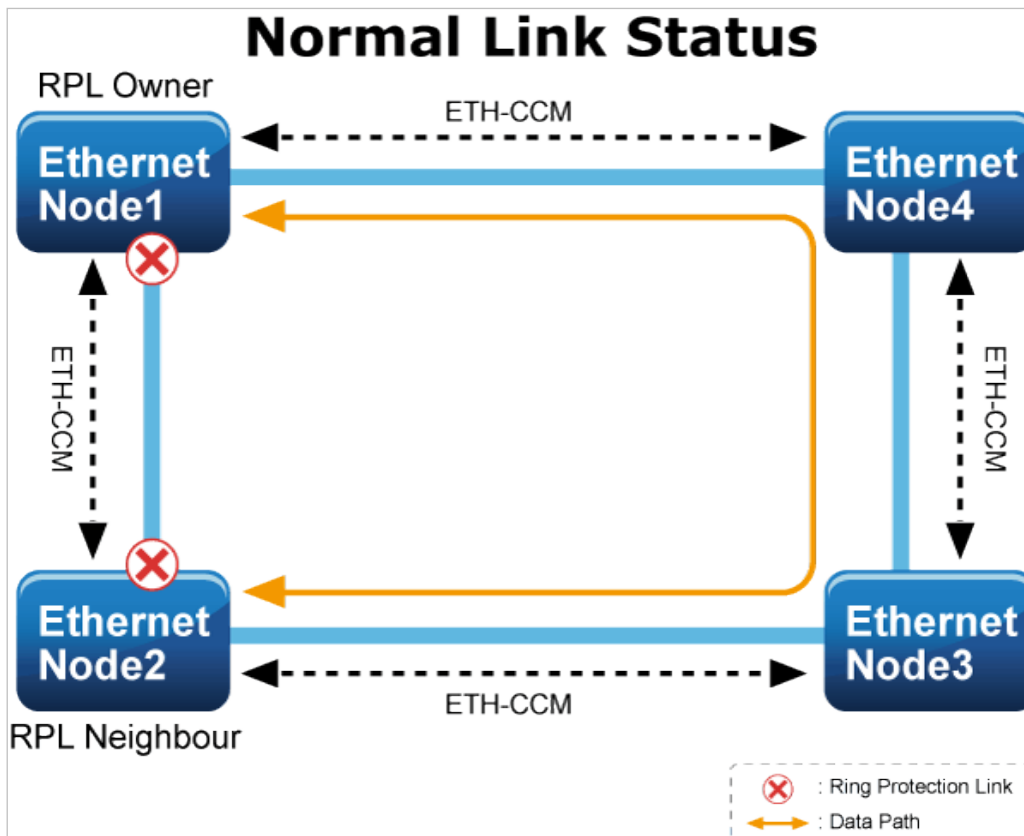 Normal Link Status
RPL Owner
ETH-CCM
Ethernet
Node1
Ethernet
Node4
ETH-CCM
ETH-CCM
Ethernet
Node2
Ethernet
Node3
ETH-CCM
RPL Neighbour
: Ring Protection Link
: Data Path